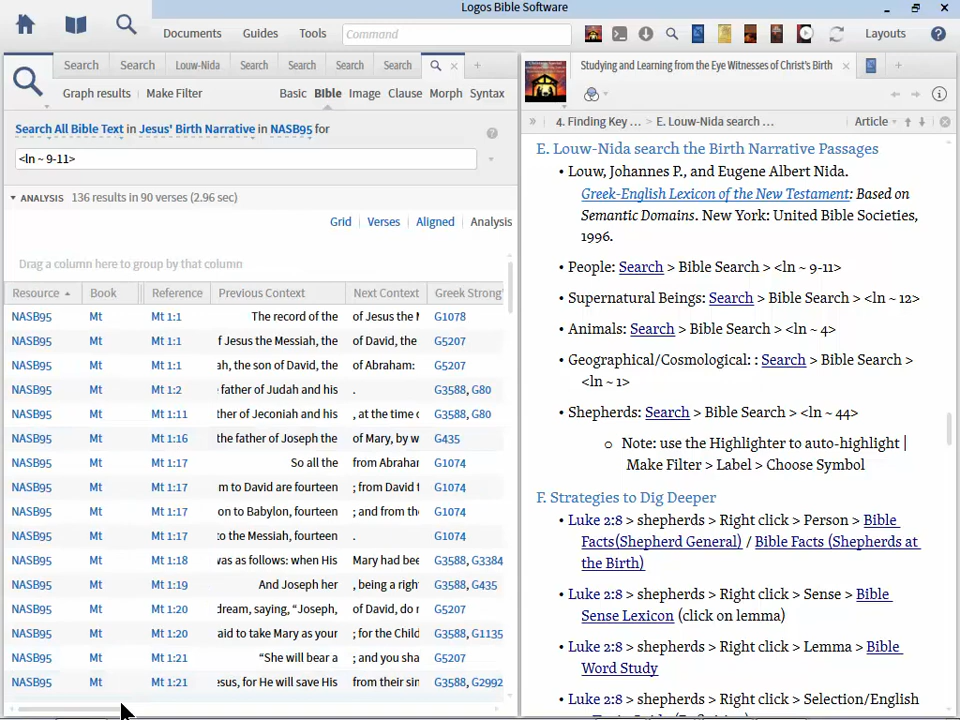 Logos Bible Software
Documents Guides Tools Command Layouts
Search Search Louw-Nida Search Search Search Search
Graph results Make Filter Basic Bible Image Clause Morph Syntax
Search All Bible Text in Jesus' Birth Narrative in NASB95 for
<ln ~ 9-11>
ANALYSIS 136 results in 90 verses (2.96 sec)
Grid Verses Aligned Analysis
Drag a column here to group by that column
Resource Book Reference Previous Context Next Context Greek Strong'
NASB95 Mt Mt 1:1 The record of the of Jesus the M G1078
NASB95 Mt Mt 1:1 f Jesus the Messiah, the of David, the G5207
NASB95 Mt Mt 1:1 ah, the son of David, the of Abraham: G5207
NASB95 Mt Mt 1:2 father of Judah and his . G3588, G80
NASB95 Mt Mt 1:11 ther of Jeconiah and his , at the time o G3588, G80
NASB95 Mt Mt 1:16 the father of Joseph the of Mary, by w G435
NASB95 Mt Mt 1:17 So all the from Abrahar G1074
NASB95 Mt Mt 1:17 m to David are fourteen ; from David t G1074
NASB95 Mt Mt 1:17 on to Babylon, fourteen ; and from the G1074
NASB95 Mt Mt 1:17 to the Messiah, fourteen . G1074
NASB95 Mt Mt 1:18 was as follows: when His Mary had bee G3588, G3384
NASB95 Mt Mt 1:19 And Joseph her , being a righ G3588, G435
NASB95 Mt Mt 1:20 dream, saying, “Joseph, of David, do n G5207
NASB95 Mt Mt 1:20 aid to take Mary as your ; for the Child G3588, G1135
NASB95 Mt Mt 1:21 “She will bear a ; and you sha G5207
NASB95 Mt Mt 1:21 esus, for He will save His from their sin G3588, G2992
Studying and Learning from the Eye Witnesses of Christ's Birth
» 4. Finding Key ... > E. Louw-Nida search ... Article
E. Louw-Nida search the Birth Narrative Passages
• Louw, Johannes P., and Eugene Albert Nida.
Greek-English Lexicon of the New Testament: Based on
Semantic Domains. New York: United Bible Societies,
1996.
• People: Search > Bible Search > <ln ~ 9-11>
• Supernatural Beings: Search > Bible Search > <ln ~ 12>
• Animals: Search > Bible Search > <ln ~ 4>
• Geographical/Cosmological: : Search > Bible Search >
<ln ~ 1>
• Shepherds: Search > Bible Search > <ln ~ 44>
o Note: use the Highlighter to auto-highlight |
Make Filter > Label > Choose Symbol
F. Strategies to Dig Deeper
• Luke 2:8 > shepherds > Right click > Person > Bible
Facts(Shepherd General) / Bible Facts (Shepherds at
the Birth)
• Luke 2:8 > shepherds > Right click > Sense > Bible
Sense Lexicon (click on lemma)
• Luke 2:8 > shepherds > Right click > Lemma > Bible
Word Study
• Luke 2:8 > shepherds > Right click > Selection/English